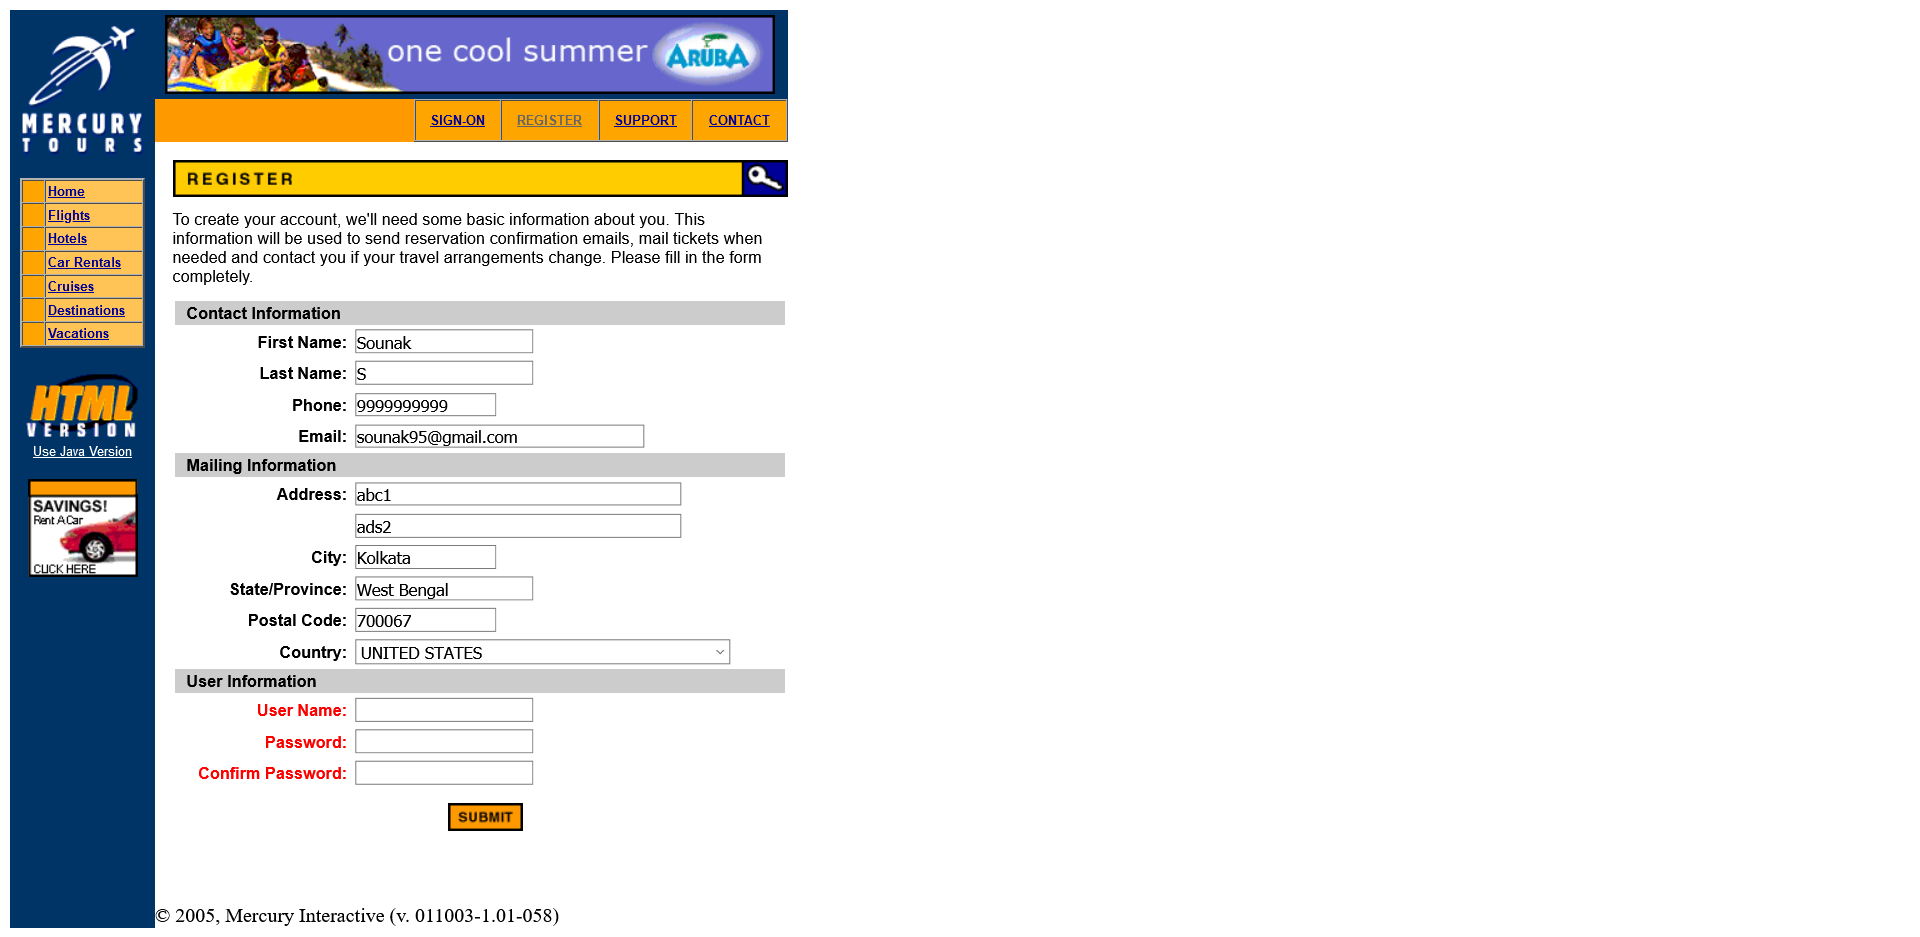 one cool summer ARUBA
MERCURY
TOURS
SIGN-ON REGISTER SUPPORT CONTACT
Home
Flights
Hotels
Car Rentals
Cruises
Destinations
Vacations
HTML
VERSION
Use Java Version
SAVINGS!
Rent A Car
CLICK HERE
REGISTER
To create your account, we'll need some basic information about you. This
information will be used to send reservation confirmation emails, mail tickets when
needed and contact you if your travel arrangements change. Please fill in the form
completely.
Contact Information
First Name: Sounak
Last Name: S
Phone: 9999999999
Email: sounak95@gmail.com
Mailing Information
Address: abc1
ads2
City: Kolkata
State/Province: West Bengal
Postal Code: 700067
Country: UNITED STATES
User Information
User Name:
Password:
Confirm Password:
SUBMIT
© 2005, Mercury Interactive (v. 011003-1.01-058)